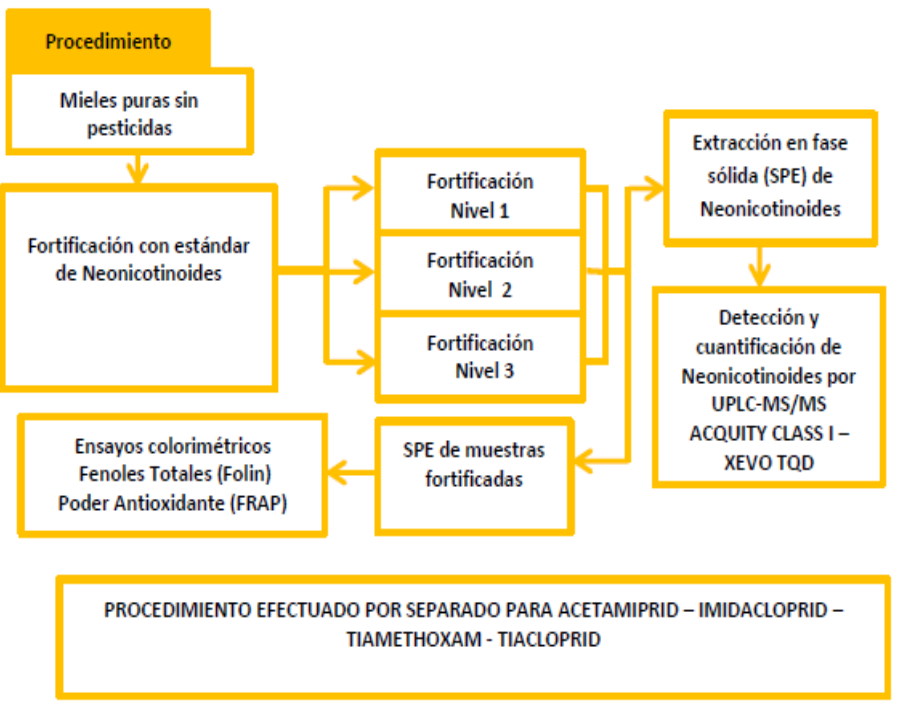 Procedimiento
Mieles puras sin
pesticidas
Fortificación con estándar
de Neonicotinoides
Fortificación
Nivel 1
Fortificación
Nivel 2
Fortificación
Nivel 3
Extracción en fase
sólida (SPE) de
Neonicotinoides
Detección y
cuantificación de
Neonicotinoides por
UPLC-MS/MS
ACQUITY CLASS I –
XEVO TQD
SPE de muestras
fortificadas
Ensayos colorimétricos
Fenoles Totales (Folin)
Poder Antioxidante (FRAP)
PROCEDIMIENTO EFECTUADO POR SEPARADO PARA ACETAMIPRID – IMIDACLOPRID –
TIAMETHOXAM - TIACLOPRID